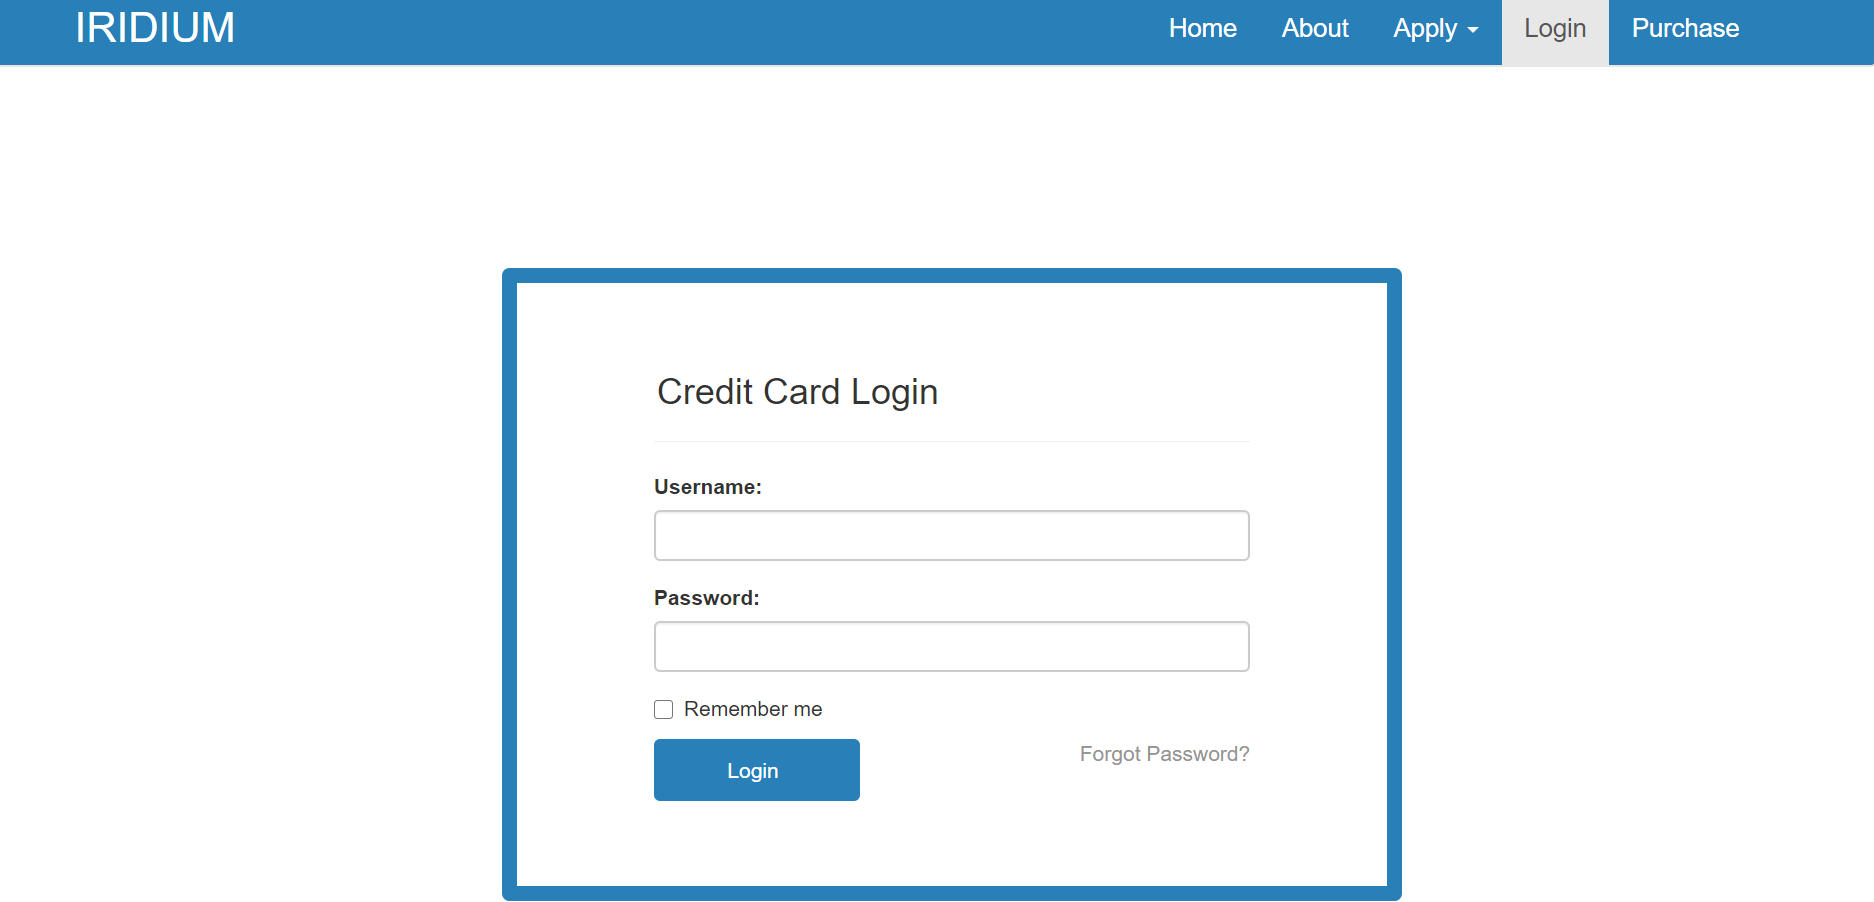 IRIDIUM Home About Apply Login Purchase
Credit Card Login
Username:
Password:
Remember me
Login Forgot Password?